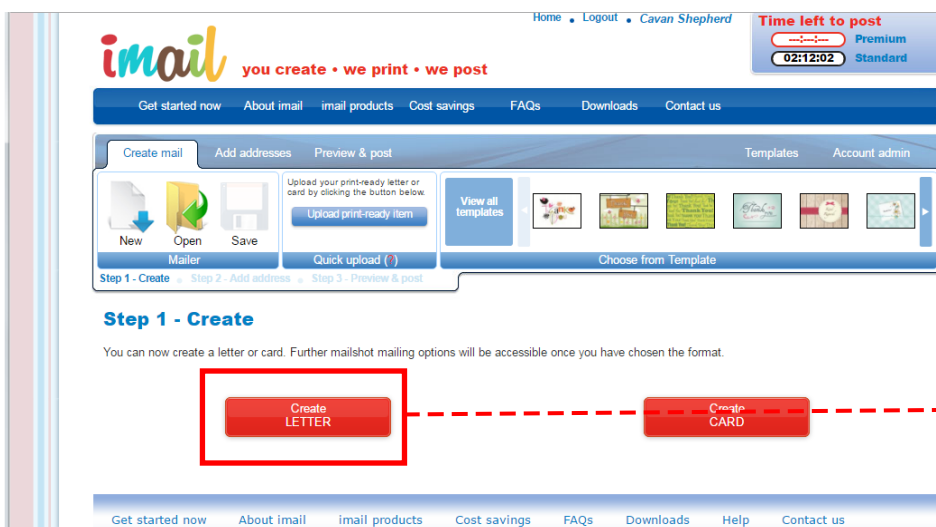 Home • Logout • Cavan Shepherd
Time left to post
--:--:-- Premium
02:12:02 Standard
imail
you create • we print • we post
Get started now About imail imail products Cost savings FAQs Downloads Contact us
Create mail Add addresses Preview & post Templates Account admin
Upload your print-ready letter or
card by clicking the button below.
Upload print-ready item
View all
templates
New Open Save
Mailer Quick upload (?) Choose from Template
Step 1 - Create Step 2 - Add address Step 3 - Preview & post
Step 1 - Create
You can now create a letter or card. Further mailshot mailing options will be accessible once you have chosen the format.
Create
LETTER
Create
CARD
Get started now About imail imail products Cost savings FAQs Downloads Help Contact us